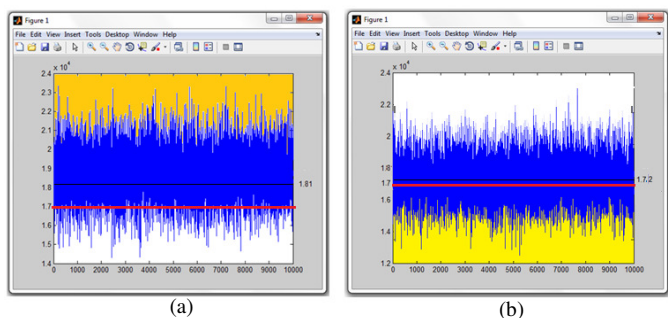 Figure 1
File Edit View Insert Tools Desktop Window Help
x 10⁴
2.4
2.3
2.2
2.1
2
1.9
1.8
1.7
1.6
1.5
1.4
1.81
0 1000 2000 3000 4000 5000 6000 7000 8000 9000 10000
(a)
Figure 1
File Edit View Insert Tools Desktop Window Help
x 10⁴
2.4
2.2
2
1.8
1.7
1.6
1.4
1.2
1.7.2
0 1000 2000 3000 4000 5000 6000 7000 8000 9000 10000
(b)